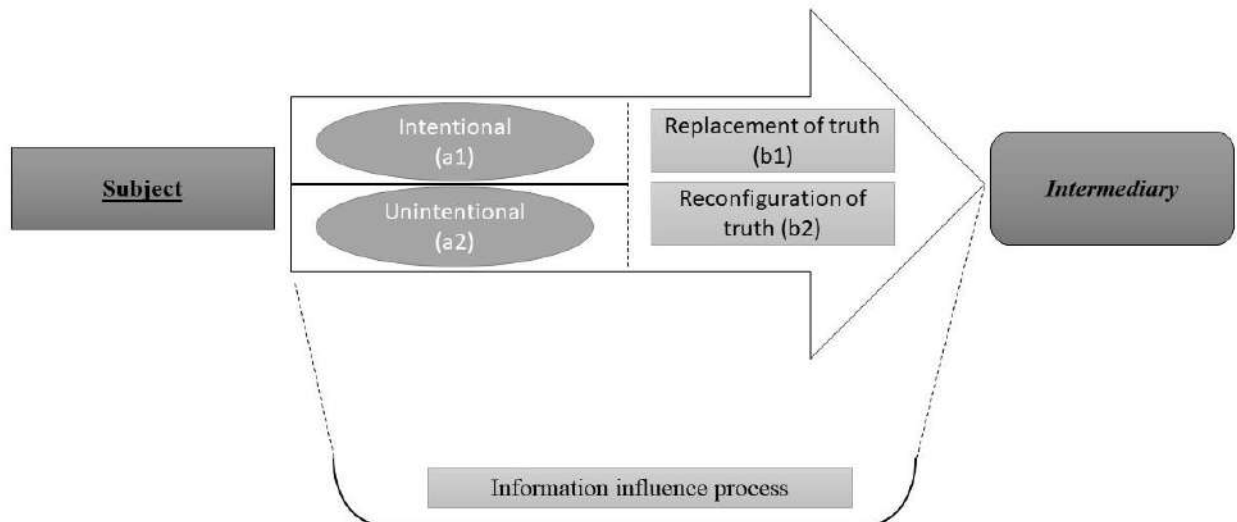 Subject
Intentional
(a1)
Unintentional
(a2)
Replacement of truth
(b1)
Reconfiguration of
truth (b2)
Intermediary
Information influence process